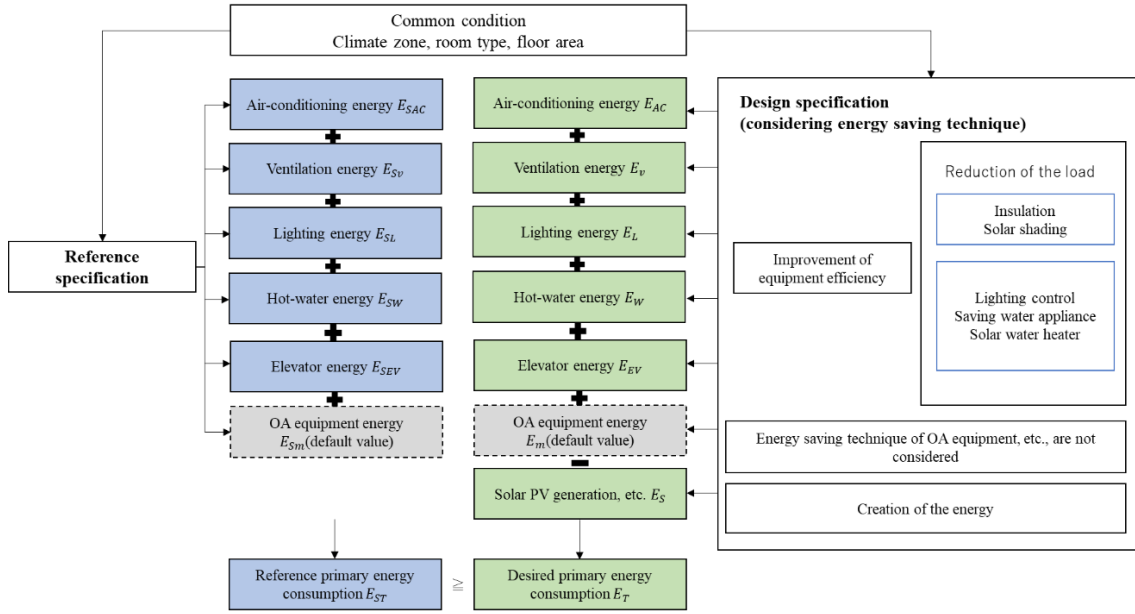 Common condition
Climate zone, room type, floor area
Reference
specification
Air-conditioning energy E_SAC
Ventilation energy E_Sv
Lighting energy E_SL
Hot-water energy E_SW
Elevator energy E_SEV
OA equipment energy
E_Sm(default value)
Reference primary energy
consumption E_ST
≧
Air-conditioning energy E_AC
Ventilation energy E_v
Lighting energy E_L
Hot-water energy E_W
Elevator energy E_EV
OA equipment energy
E_m(default value)
Solar PV generation, etc. E_S
Desired primary energy
consumption E_T
Design specification
(considering energy saving technique)
Improvement of
equipment efficiency
Reduction of the load
Insulation
Solar shading
Lighting control
Saving water appliance
Solar water heater
Energy saving technique of OA equipment, etc., are not
considered
Creation of the energy